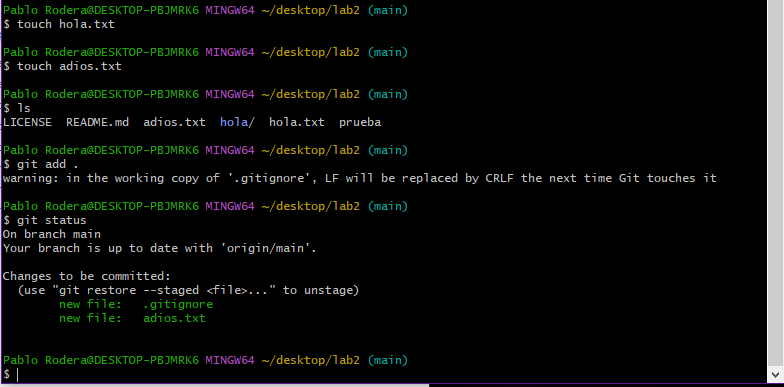 Pablo Rodera@DESKTOP-PBJMRK6 MINGW64 ~/desktop/lab2 (main)
$ touch hola.txt
Pablo Rodera@DESKTOP-PBJMRK6 MINGW64 ~/desktop/lab2 (main)
$ touch adios.txt
Pablo Rodera@DESKTOP-PBJMRK6 MINGW64 ~/desktop/lab2 (main)
$ ls
LICENSE  README.md  adios.txt  hola/  hola.txt  prueba
Pablo Rodera@DESKTOP-PBJMRK6 MINGW64 ~/desktop/lab2 (main)
$ git add .
warning: in the working copy of '.gitignore', LF will be replaced by CRLF the next time Git touches it
Pablo Rodera@DESKTOP-PBJMRK6 MINGW64 ~/desktop/lab2 (main)
$ git status
On branch main
Your branch is up to date with 'origin/main'.
Changes to be committed:
  (use "git restore --staged <file>..." to unstage)
        new file:   .gitignore
        new file:   adios.txt
Pablo Rodera@DESKTOP-PBJMRK6 MINGW64 ~/desktop/lab2 (main)
$